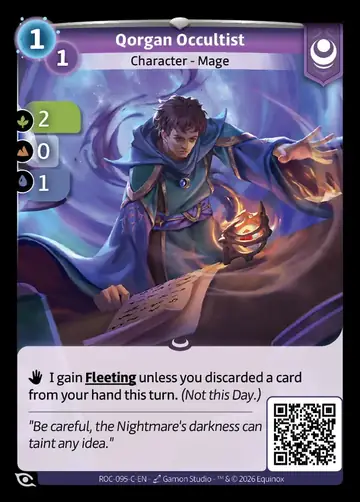 1
Qorgan Occultist
1
Character - Mage
2
0
1
I gain Fleeting unless you discarded a card
from your hand this turn. (Not this Day.)
"Be careful, the Nightmare's darkness can
taint any idea."
ROC-095-C-EN - Gamon Studio - ™ & © 2026 Equinox